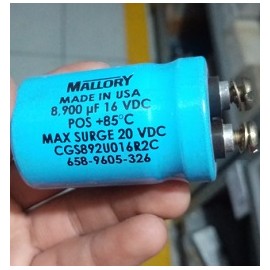 MALLORY
MADE IN USA
8,900 µF 16 VDC
POS +85°C
MAX SURGE 20 VDC
CGS892U016R2C
658-9605-326